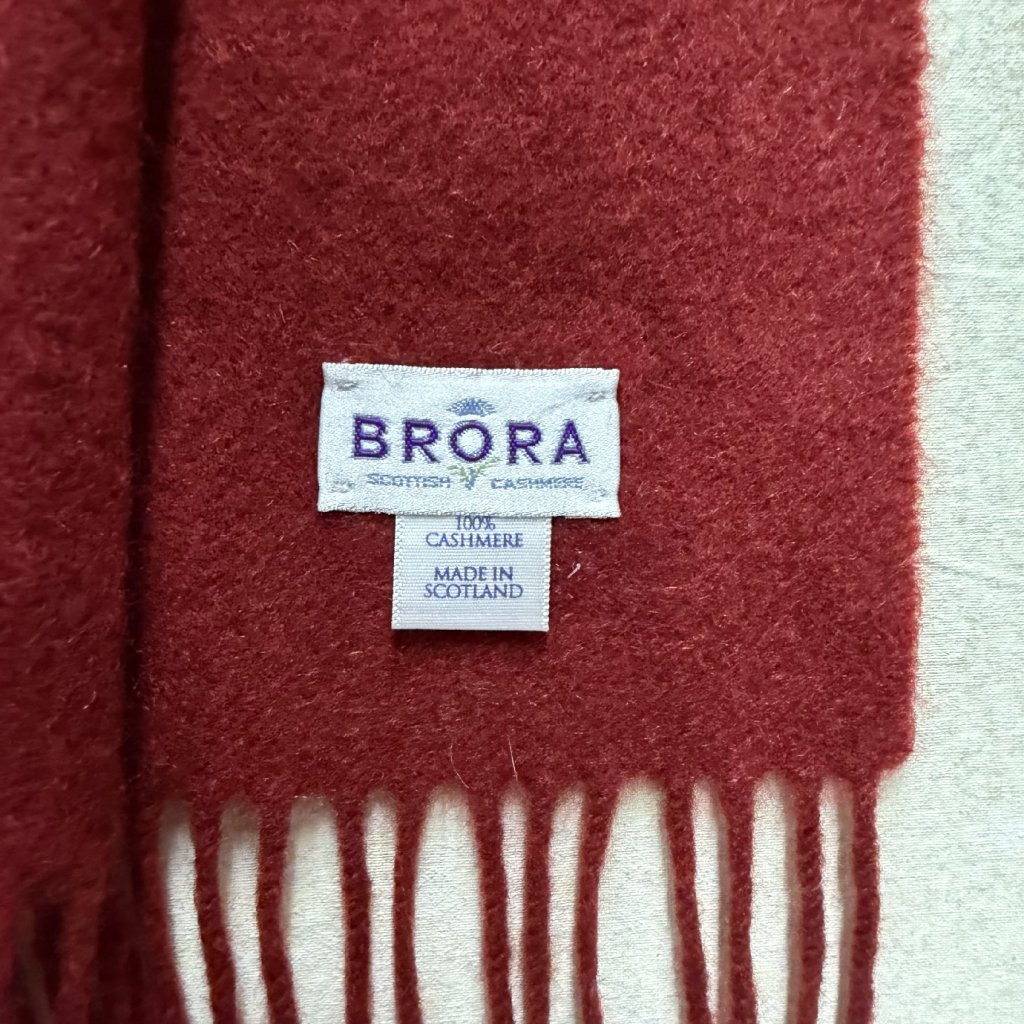 BRORA
SCOTTISH CASHMERE
100%
CASHMERE
MADE IN
SCOTLAND